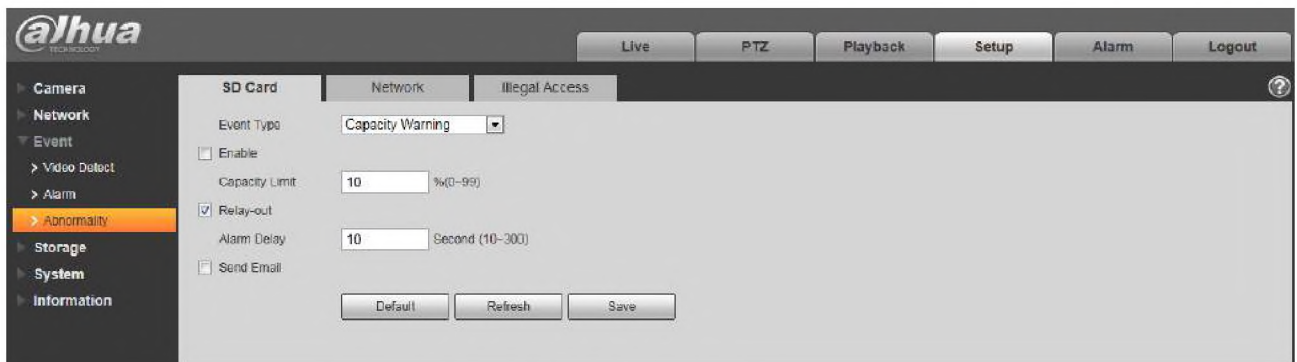 alhua
TECHNOLOGY
Live PTZ Playback Setup Alarm Logout
Camera
Network
Event
> Video Detect
> Alarm
> Abnormality
Storage
System
Information
SD Card Network Illegal Access ?
Event Type Capacity Warning
Enable
Capacity Limit 10 %(0~99)
Relay-out
Alarm Delay 10 Second (10~300)
Send Email
Default Refresh Save